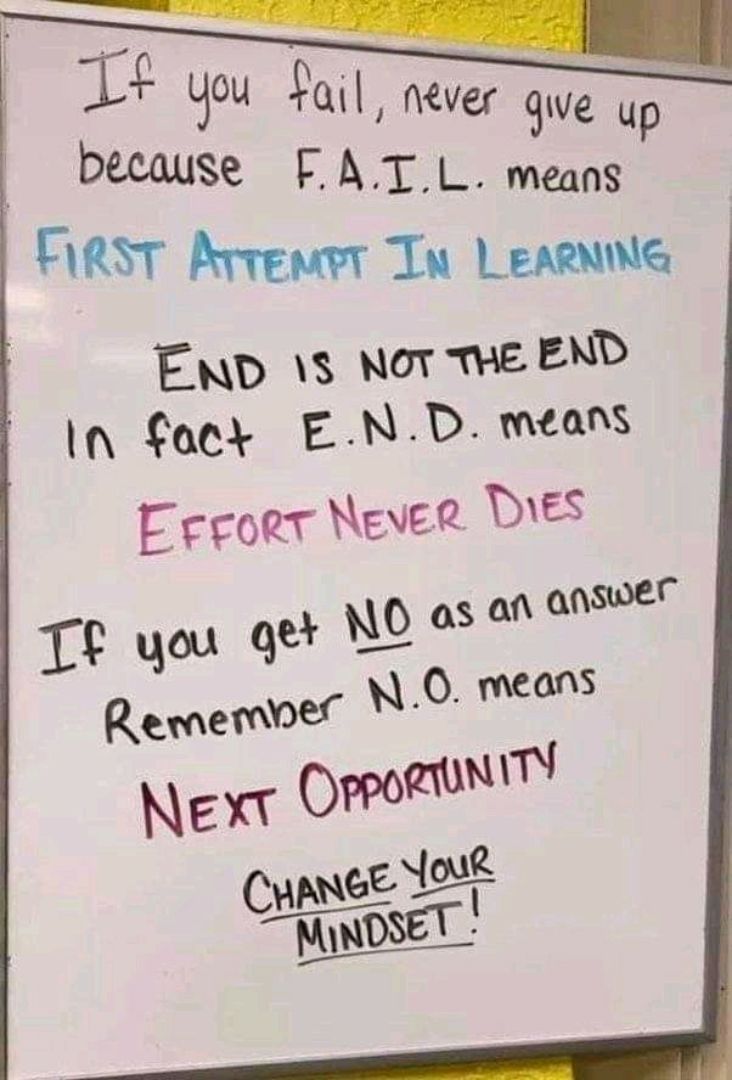 If you fail, never give up
because F.A.I.L. means
FIRST ATTEMPT IN LEARNING
END IS NOT THE END
In fact E.N.D. means
EFFORT NEVER DIES
If you get NO as an answer
Remember N.O. means
NEXT OPPORTUNITY
CHANGE YOUR
MINDSET!